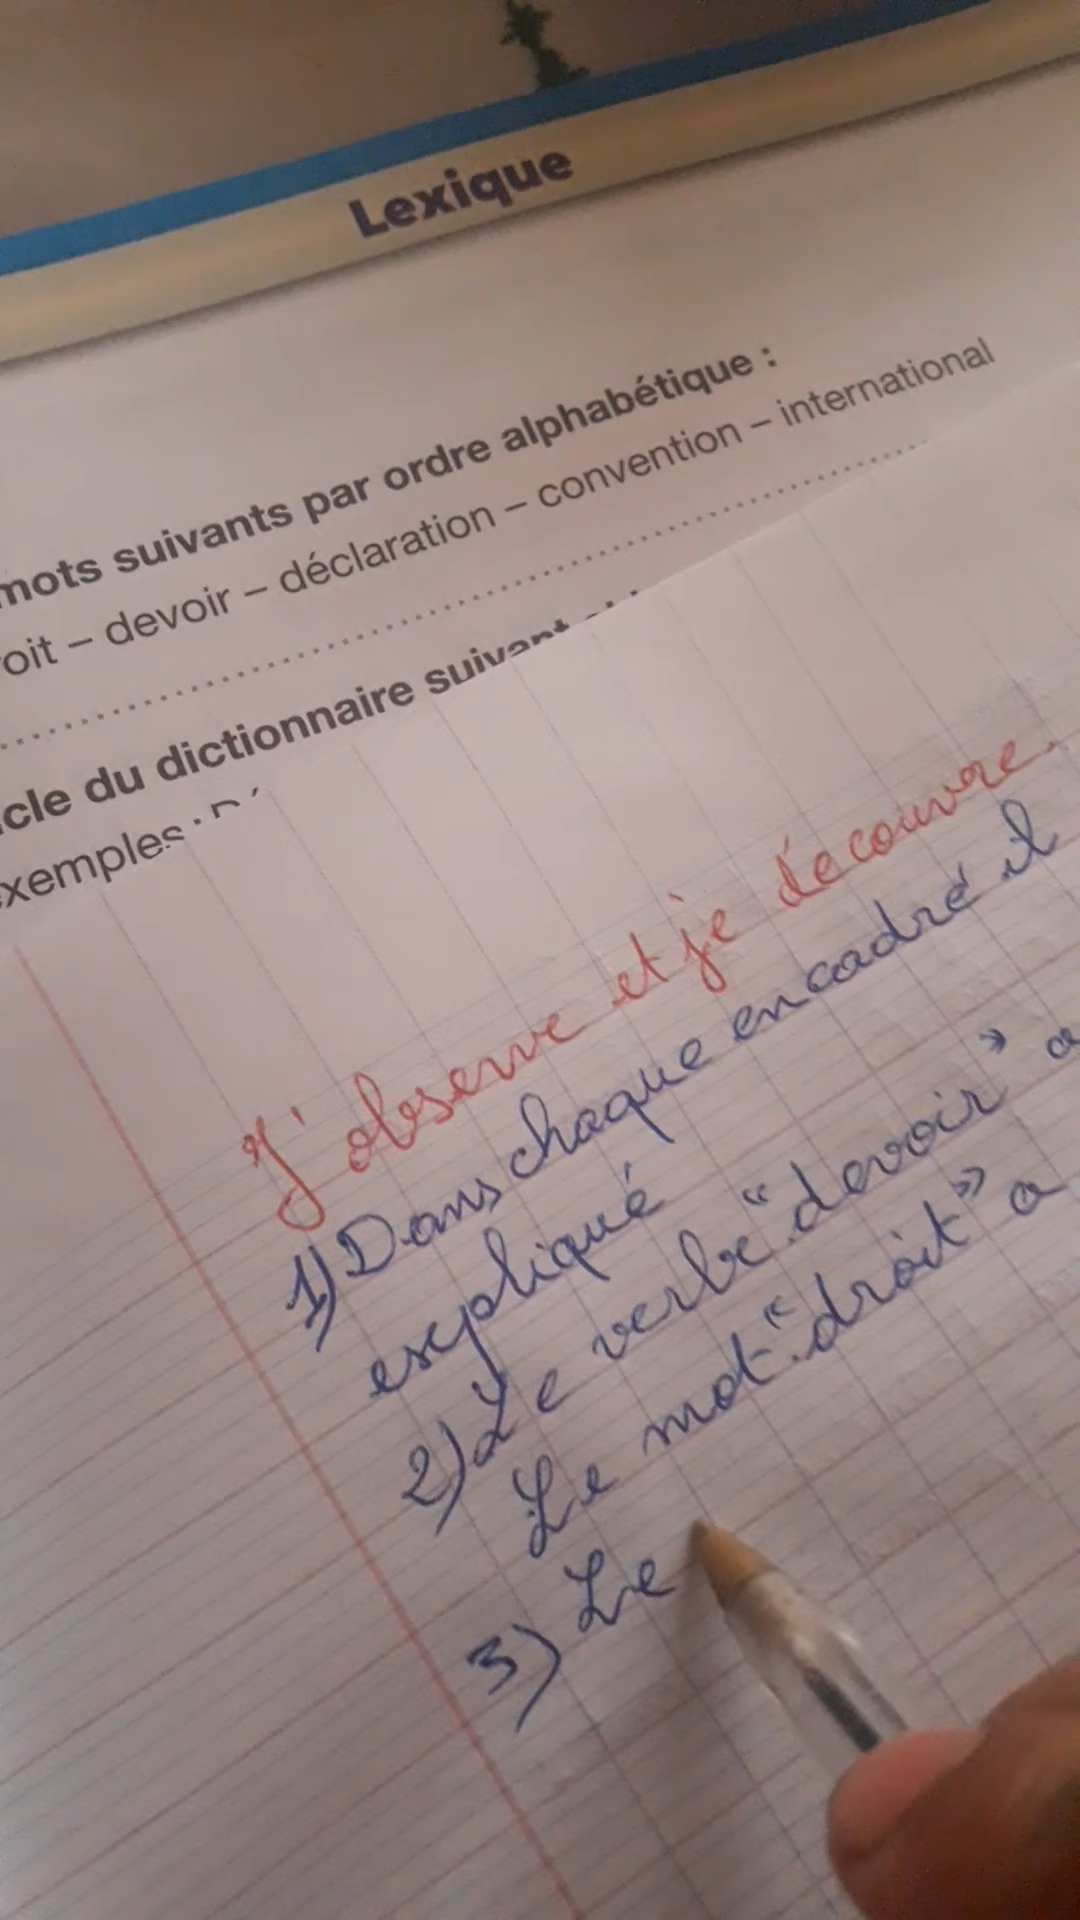 Lexique
mots suivants par ordre alphabétique :
oit – devoir – déclaration – convention – international
cle du dictionnaire suivant
xemples :
J'observe et je découvre.
1) Dans chaque encadré il
expliqué
2) Le verbe "devoir" a
Le mot "droit" a
3) Le